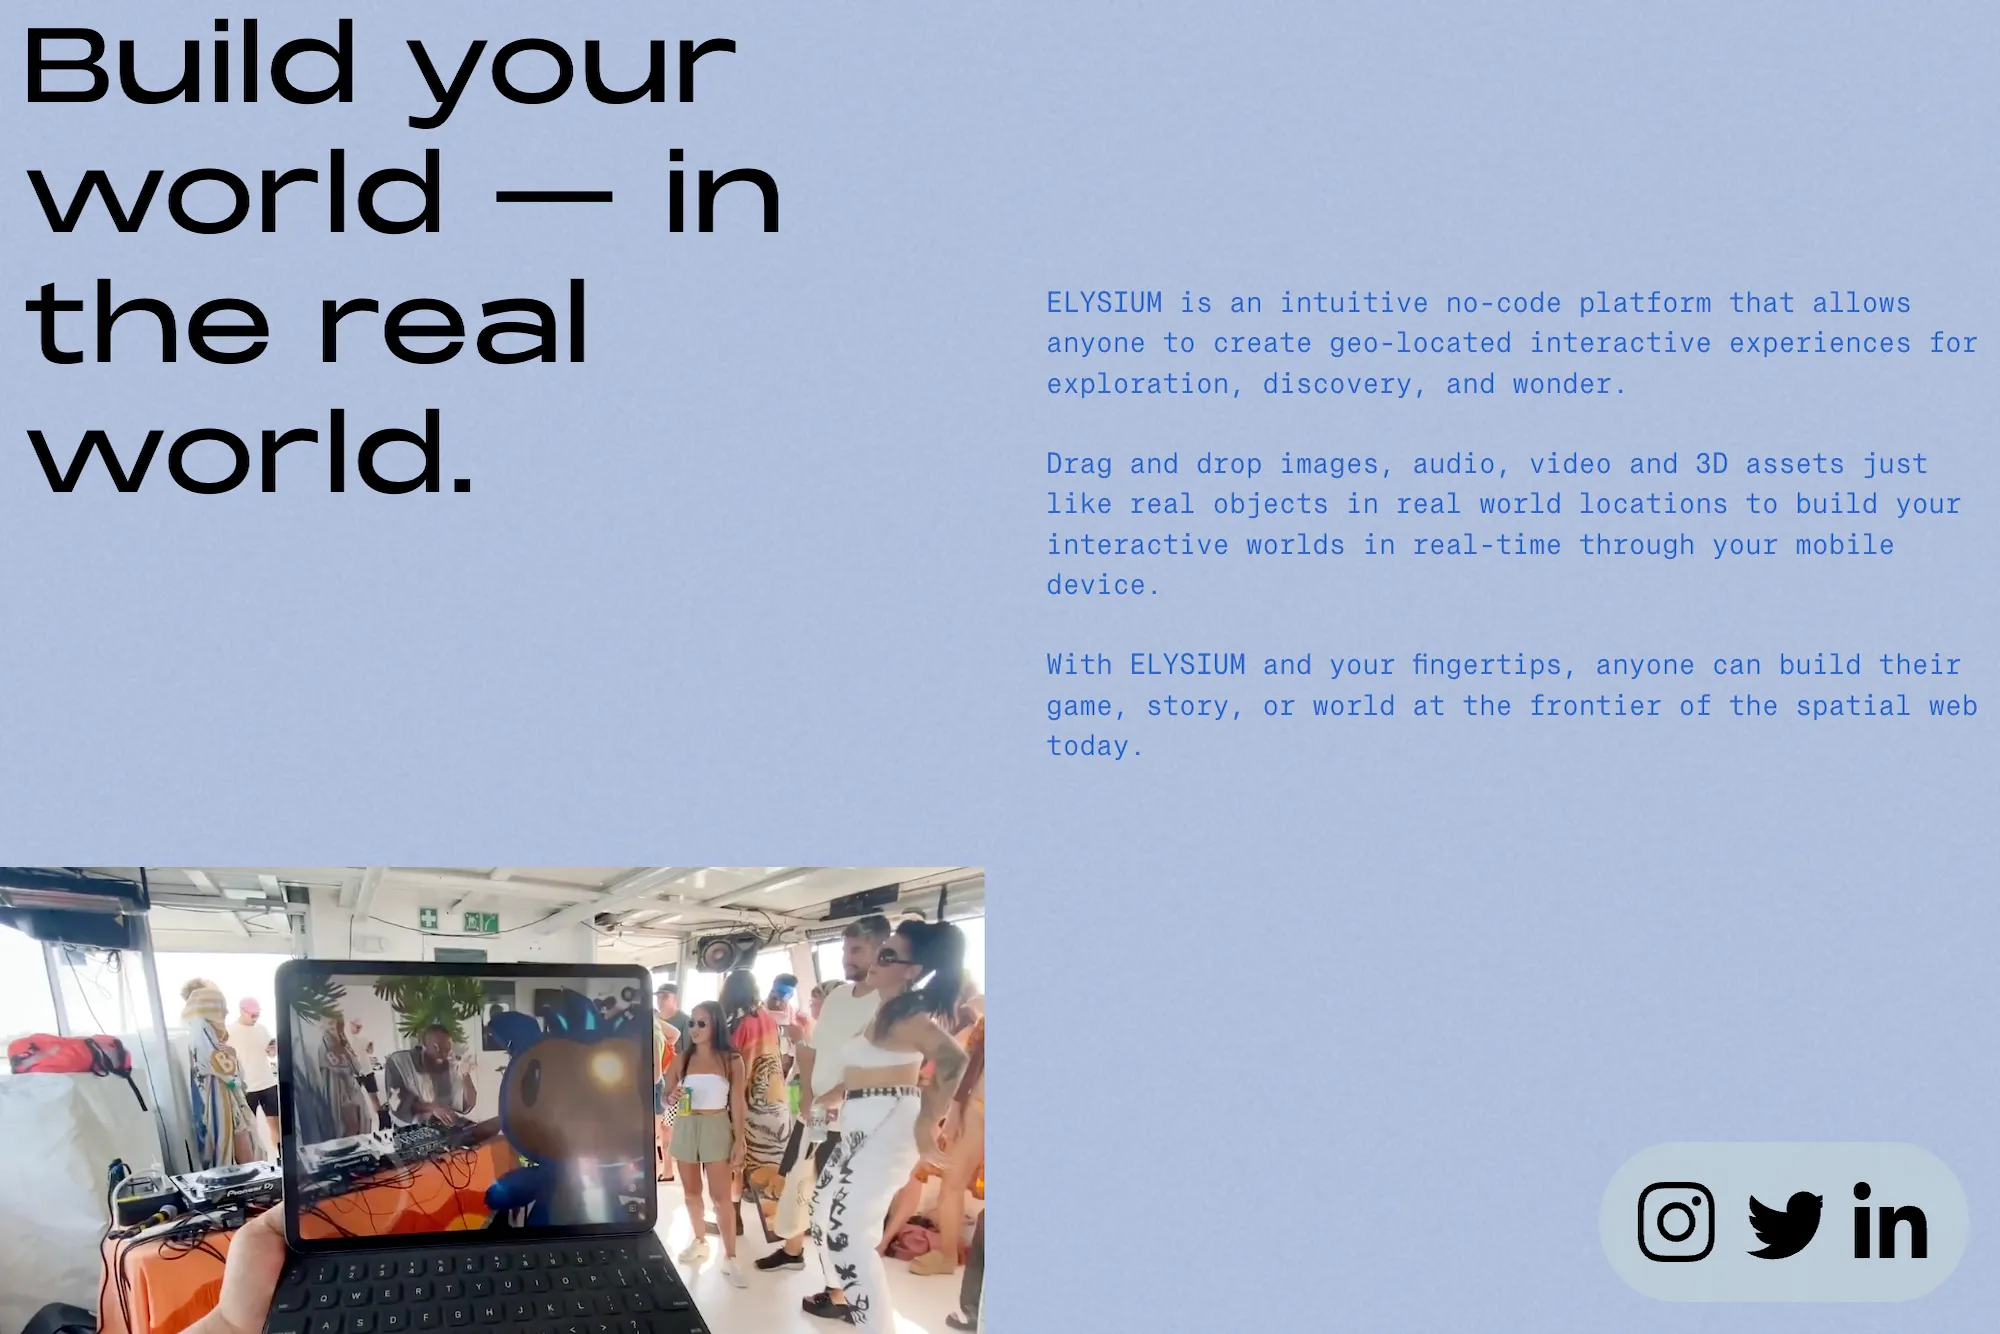 Build your
world — in
the real
world.
ELYSIUM is an intuitive no-code platform that allows
anyone to create geo-located interactive experiences for
exploration, discovery, and wonder.
Drag and drop images, audio, video and 3D assets just
like real objects in real world locations to build your
interactive worlds in real-time through your mobile
device.
With ELYSIUM and your fingertips, anyone can build their
game, story, or world at the frontier of the spatial web
today.
Pioneer Dj
Q W E R T Y U I O P
A S D F G H J K L
in